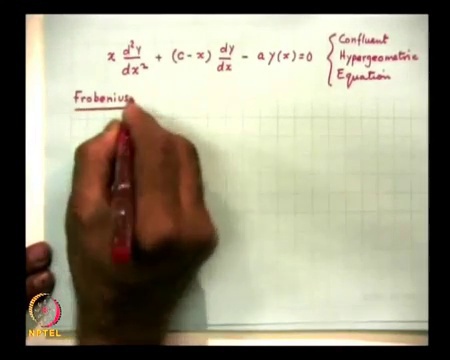 x d²y/dx² + (c-x) dy/dx - a y(x) = 0
{ Confluent
Hypergeometric
Equation
Frobenius
NPTEL